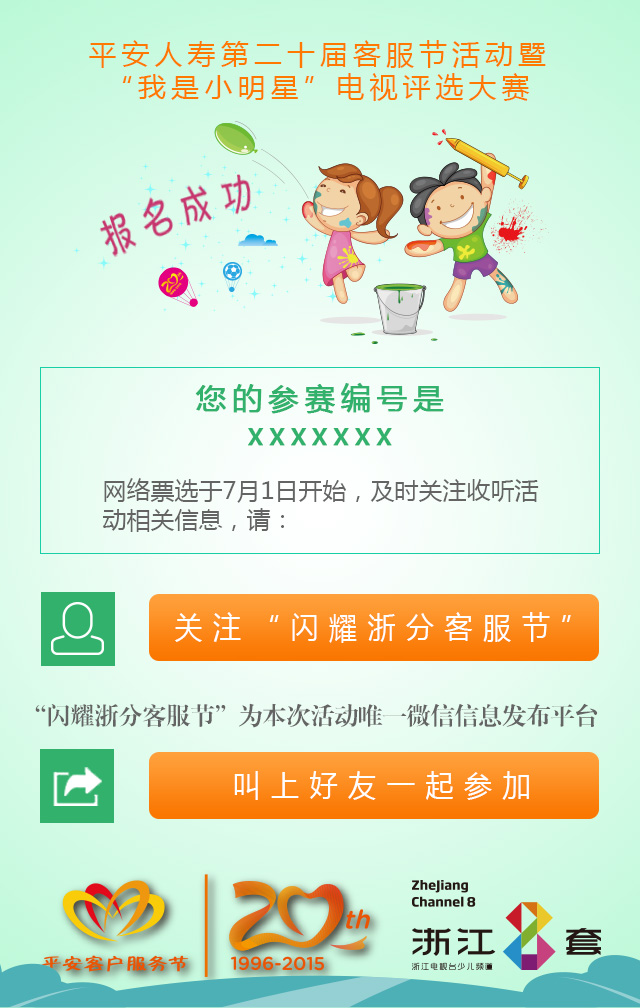 平安人寿第二十届客服节活动暨
“我是小明星”电视评选大赛
报名成功
20th
您的参赛编号是
XXXXXXX
网络票选于7月1日开始，及时关注收听活
动相关信息，请：
关注“闪耀浙分客服节”
“闪耀浙分客服节”为本次活动唯一微信信息发布平台
叫上好友一起参加
平安客户服务节
20th
1996-2015
ZheJiang
Channel 8
浙江8套
浙江电视台少儿频道